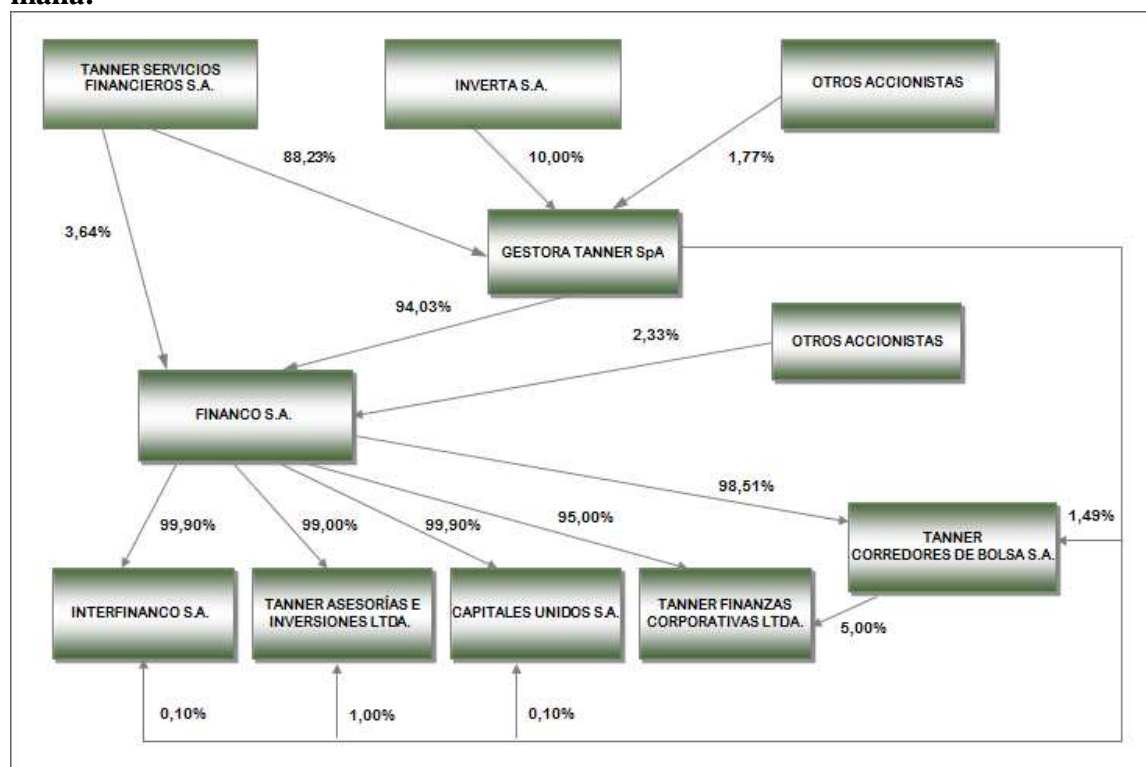 TANNER SERVICIOS
FINANCIEROS S.A.
INVERTA S.A.
OTROS ACCIONISTAS
88,23%
10,00%
1,77%
3,64%
GESTORA TANNER SpA
94,03%
2,33%
OTROS ACCIONISTAS
FINANCO S.A.
98,51%
99,90%
99,00%
99,90%
95,00%
TANNER
CORREDORES DE BOLSA S.A.
1,49%
INTERFINANCO S.A.
TANNER ASESORÍAS E
INVERSIONES LTDA.
CAPITALES UNIDOS S.A.
TANNER FINANZAS
CORPORATIVAS LTDA.
5,00%
0,10%
1,00%
0,10%